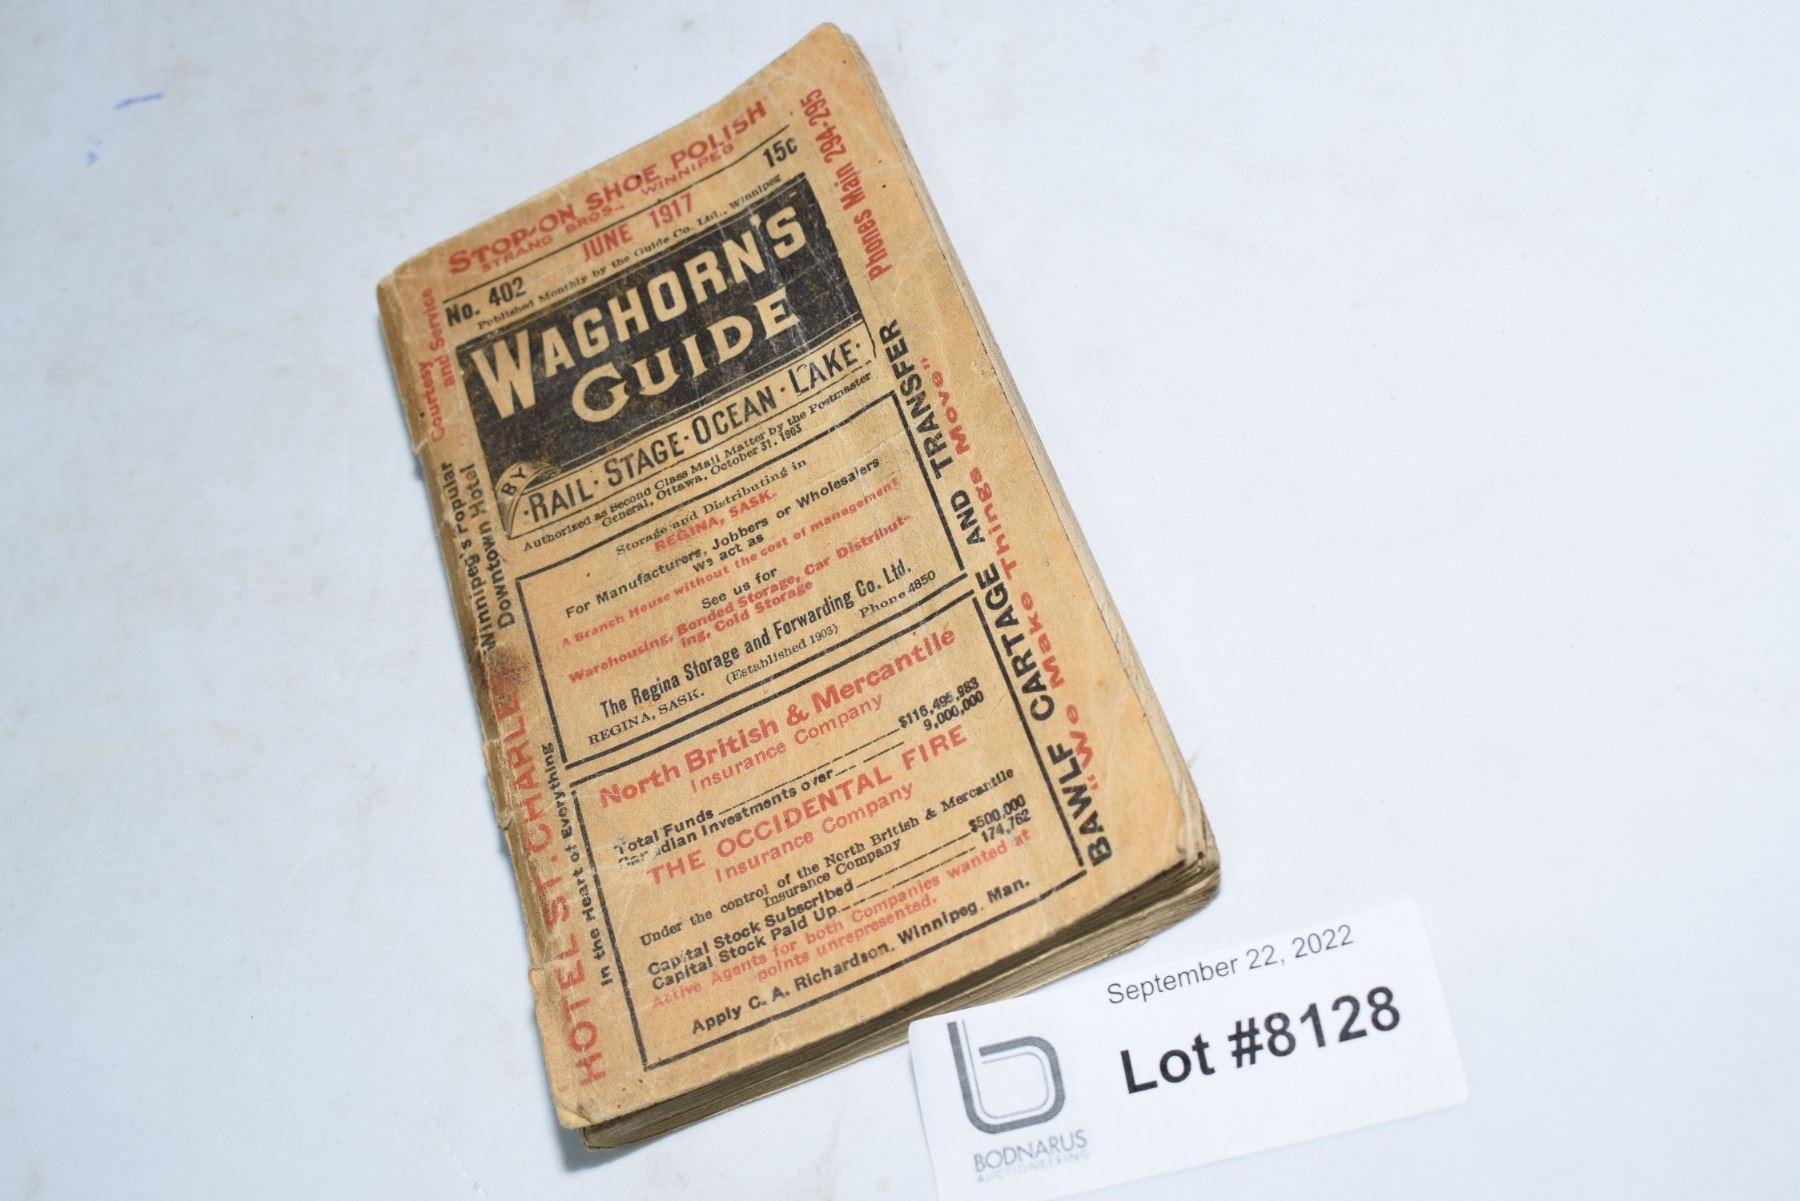 STOP-ON SHOE POLISH
STRANG BROS., WINNIPEG
No. 402 JUNE 1917 15c
Published Monthly by the Guide Co., Ltd., Winnipeg
WAGHORN'S
GUIDE
BY
·RAIL·STAGE·OCEAN·LAKE·
Authorized as Second Class Mail Matter by the Postmaster
General, Ottawa, October 31, 1903
Storage and Distributing in
REGINA, SASK.
For Manufacturers, Jobbers or Wholesalers
We act as
A Branch House without the cost of management
See us for
Warehousing, Bonded Storage, Car Distribut-
ing, Cold Storage
The Regina Storage and Forwarding Co. Ltd.
REGINA, SASK. (Established 1903) Phone 4850
North British & Mercantile
Insurance Company
Total Funds $116,495,983
Canadian Investments over 9,000,000
THE OCCIDENTAL FIRE
Insurance Company
Under the control of the North British & Mercantile
Insurance Company
Capital Stock Subscribed $500,000
Capital Stock Paid Up 174,762
Active Agents for both Companies wanted at
points unrepresented.
Apply C. A. Richardson, Winnipeg, Man.
HOTEL ST. CHARLES
In the Heart of Everything
Winnipeg's Popular
Downtown Hotel
Courtesy
and Service
BAWLF CARTAGE AND TRANSFER
"We Make Things Move"
Phones Main 294-295
September 22, 2022
Lot #8128
b
BODNARUS
AUCTIONEERING